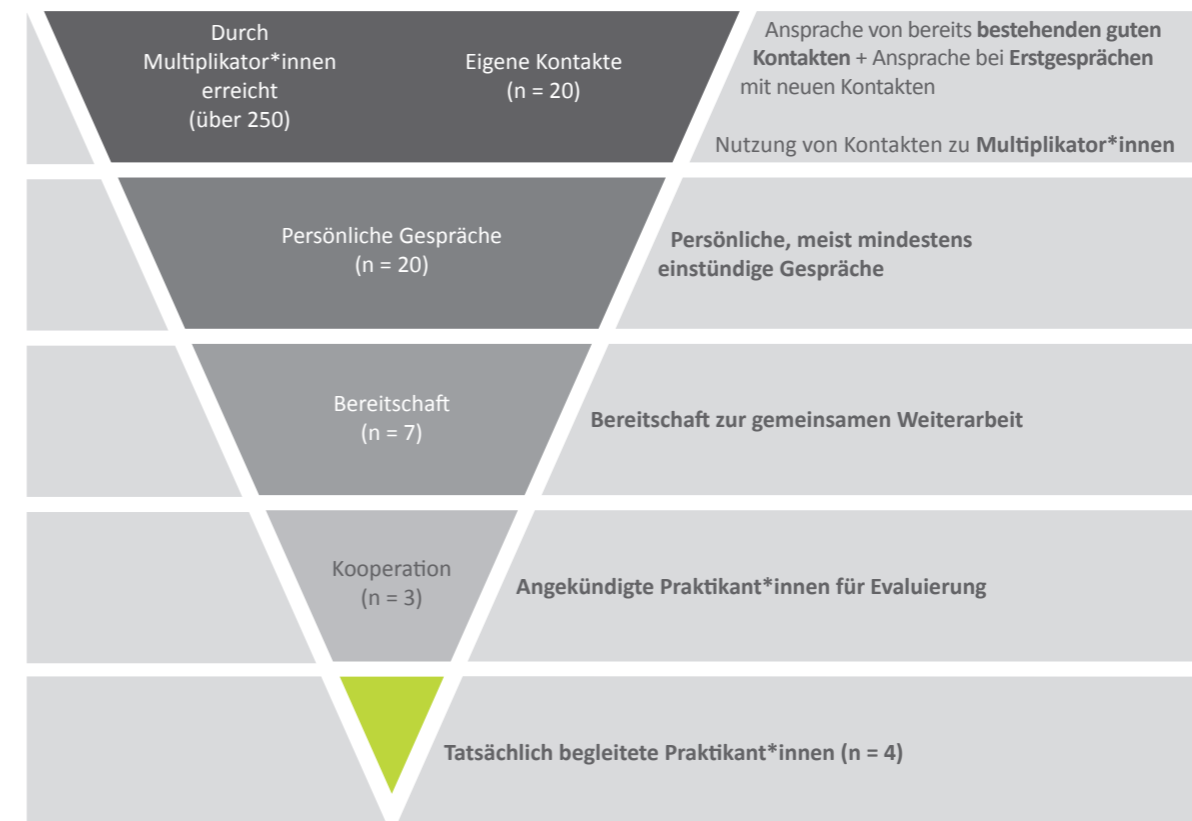 Durch
Multiplikator*innen
erreicht
(über 250)
Eigene Kontakte
(n = 20)
Ansprache von bereits bestehenden guten
Kontakten + Ansprache bei Erstgesprächen
mit neuen Kontakten
Nutzung von Kontakten zu Multiplikator*innen
Persönliche Gespräche
(n = 20)
Persönliche, meist mindestens
einstündige Gespräche
Bereitschaft
(n = 7)
Bereitschaft zur gemeinsamen Weiterarbeit
Kooperation
(n = 3)
Angekündigte Praktikant*innen für Evaluierung
Tatsächlich begleitete Praktikant*innen (n = 4)